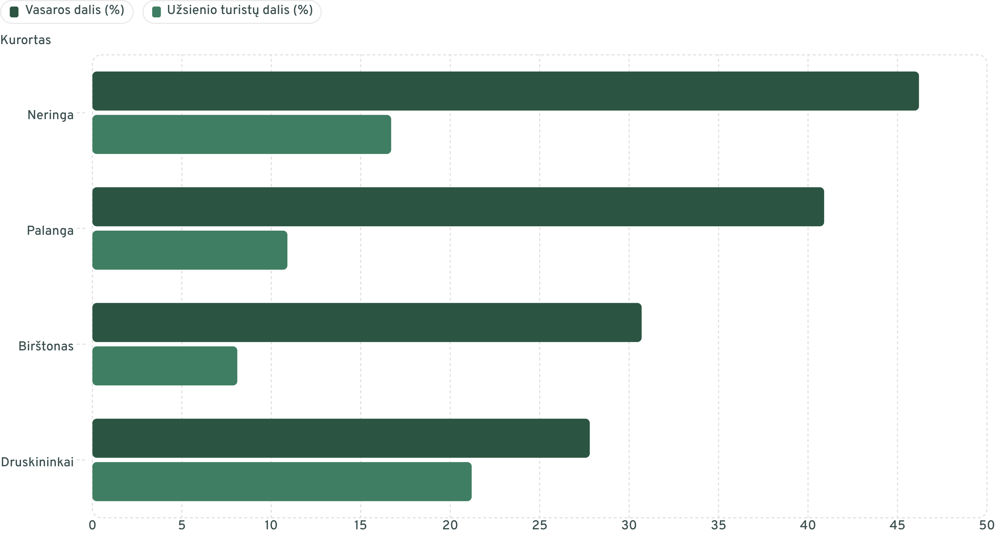 Vasaros dalis (%) Užsienio turistų dalis (%)
Kurortas
Neringa
Palanga
Birštonas
Druskininkai
0 5 10 15 20 25 30 35 40 45 50